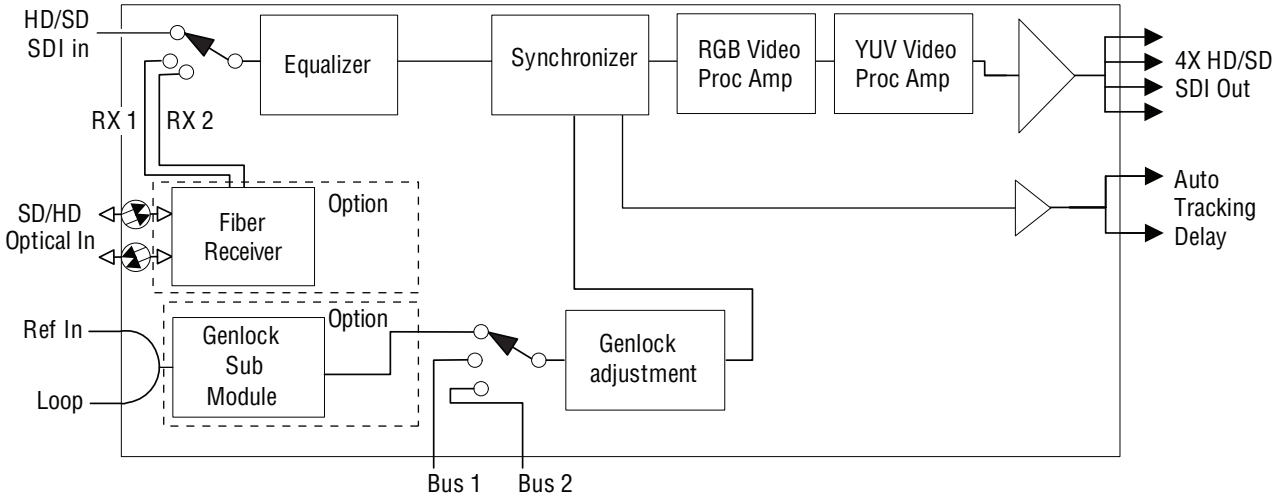 HD/SD
SDI in
Equalizer
Synchronizer
RGB Video
Proc Amp
YUV Video
Proc Amp
4X HD/SD
SDI Out
RX 1
RX 2
Option
SD/HD
Optical In
Fiber
Receiver
Auto
Tracking
Delay
Option
Ref In
Loop
Genlock
Sub
Module
Genlock
adjustment
Bus 1
Bus 2